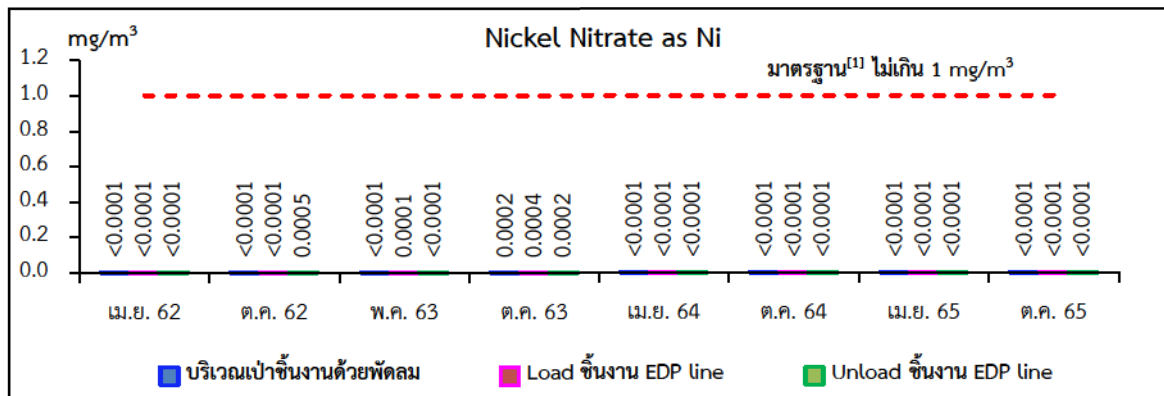 mg/m³
Nickel Nitrate as Ni
มาตรฐาน[1] ไม่เกิน 1 mg/m³
1.2
1.0
0.8
0.6
0.4
0.2
0.0
<0.0001 <0.0001 <0.0001 <0.0001 <0.0001 0.0005 <0.0001 0.0001 <0.0001 0.0002 0.0004 0.0002 <0.0001 <0.0001 <0.0001 <0.0001 <0.0001 <0.0001 <0.0001 <0.0001 <0.0001 <0.0001 <0.0001 <0.0001
เม.ย. 62 ต.ค. 62 พ.ค. 63 ต.ค. 63 เม.ย. 64 ต.ค. 64 เม.ย. 65 ต.ค. 65
บริเวณเป่าชิ้นงานด้วยพัดลม Load ชิ้นงาน EDP line Unload ชิ้นงาน EDP line